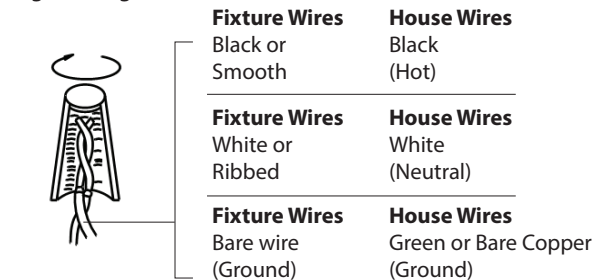 Fixture Wires House Wires
Black or Black
Smooth (Hot)
Fixture Wires House Wires
White or White
Ribbed (Neutral)
Fixture Wires House Wires
Bare wire Green or Bare Copper
(Ground) (Ground)